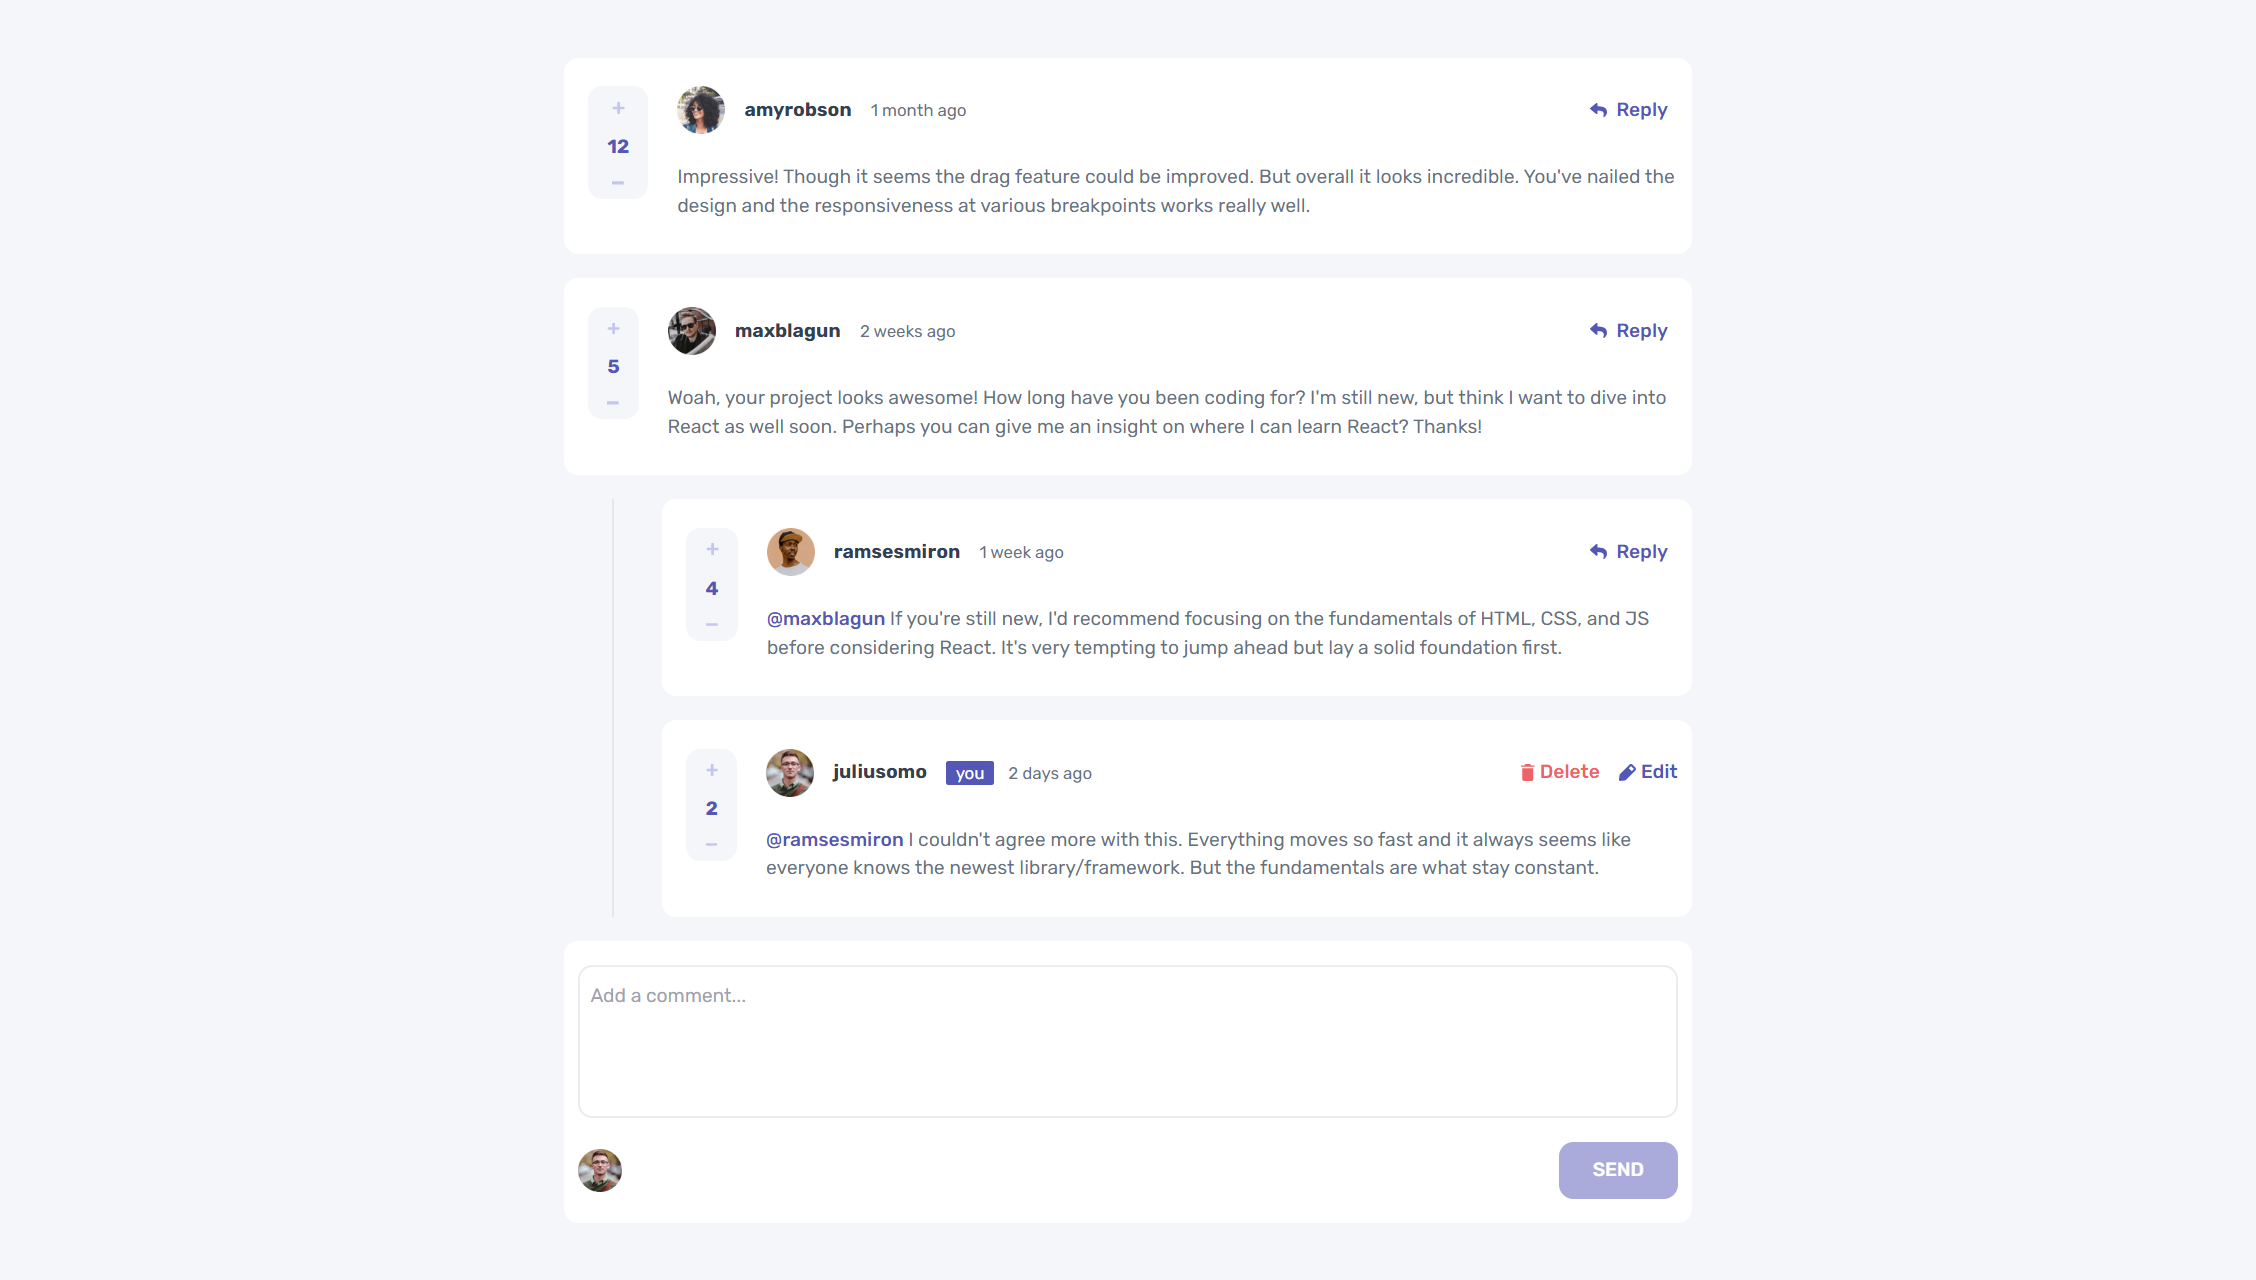 +
12
−
amyrobson 1 month ago Reply
Impressive! Though it seems the drag feature could be improved. But overall it looks incredible. You've nailed the
design and the responsiveness at various breakpoints works really well.
+
5
−
maxblagun 2 weeks ago Reply
Woah, your project looks awesome! How long have you been coding for? I'm still new, but think I want to dive into
React as well soon. Perhaps you can give me an insight on where I can learn React? Thanks!
+
4
−
ramsesmiron 1 week ago Reply
@maxblagun If you're still new, I'd recommend focusing on the fundamentals of HTML, CSS, and JS
before considering React. It's very tempting to jump ahead but lay a solid foundation first.
+
2
−
juliusomo you 2 days ago Delete Edit
@ramsesmiron I couldn't agree more with this. Everything moves so fast and it always seems like
everyone knows the newest library/framework. But the fundamentals are what stay constant.
Add a comment...
SEND